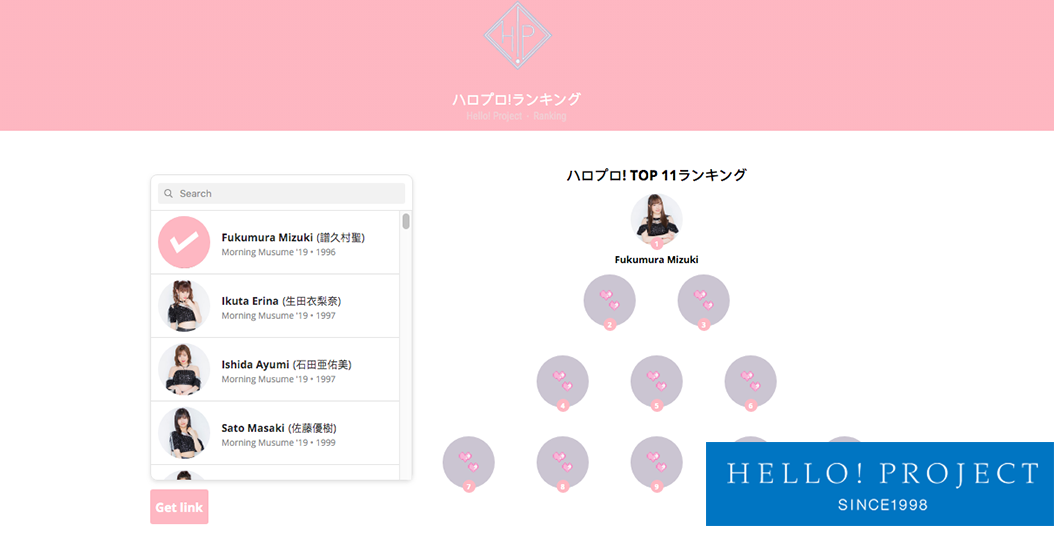 HP
ハロプロ!ランキング
Hello! Project - Ranking
Search
Fukumura Mizuki (譜久村聖)
Morning Musume '19 • 1996
Ikuta Erina (生田衣梨奈)
Morning Musume '19 • 1997
Ishida Ayumi (石田亜佑美)
Morning Musume '19 • 1997
Sato Masaki (佐藤優樹)
Morning Musume '19 • 1999
Get link
ハロプロ! TOP 11ランキング
1
Fukumura Mizuki
2
3
4
5
6
7
8
9
HELLO! PROJECT
SINCE1998